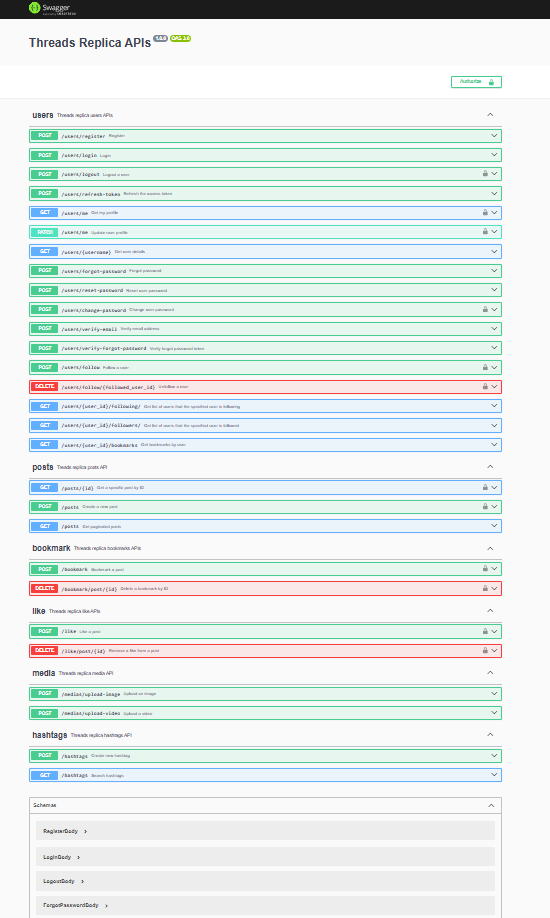 Swagger
Threads Replica APIs 1.0.0 OAS 3.0
Authorize
users Threads replica users APIs
POST /users/register Register
POST /users/login Login
POST /users/logout Logout a user
POST /users/refresh-token Refresh the access token
GET /users/me Get my profile
PATCH /users/me Update user profile
GET /users/{username} Get user details
POST /users/forgot-password Forgot password
POST /users/reset-password Reset user password
POST /users/change-password Change user password
POST /users/verify-email Verify email address
POST /users/verify-forgot-password Verify forgot password token
POST /users/follow Follow a user
DELETE /users/follow/{followed_user_id} Unfollow a user
GET /users/{user_id}/following/ Get list of users that the specified user is following
GET /users/{user_id}/followers/ Get list of users that the specified user is followed
GET /users/{user_id}/bookmarks Get bookmarks by user
posts Treads replica posts API
GET /posts/{id} Get a specific post by ID
POST /posts Create a new post
GET /posts Get paginated posts
bookmark Threads replica bookmarks APIs
POST /bookmark Bookmark a post
DELETE /bookmark/post/{id} Delete a bookmark by ID
like Threads replica like APIs
POST /like Like a post
DELETE /like/post/{id} Remove a like from a post
media Threads replica media API
POST /medias/upload-image Upload an image
POST /medias/upload-video Upload a video
hashtags Threads replica hashtags API
POST /hashtags Create new hashtag
GET /hashtags Search hashtags
Schemas
RegisterBody
LoginBody
LogoutBody
ForgotPasswordBody